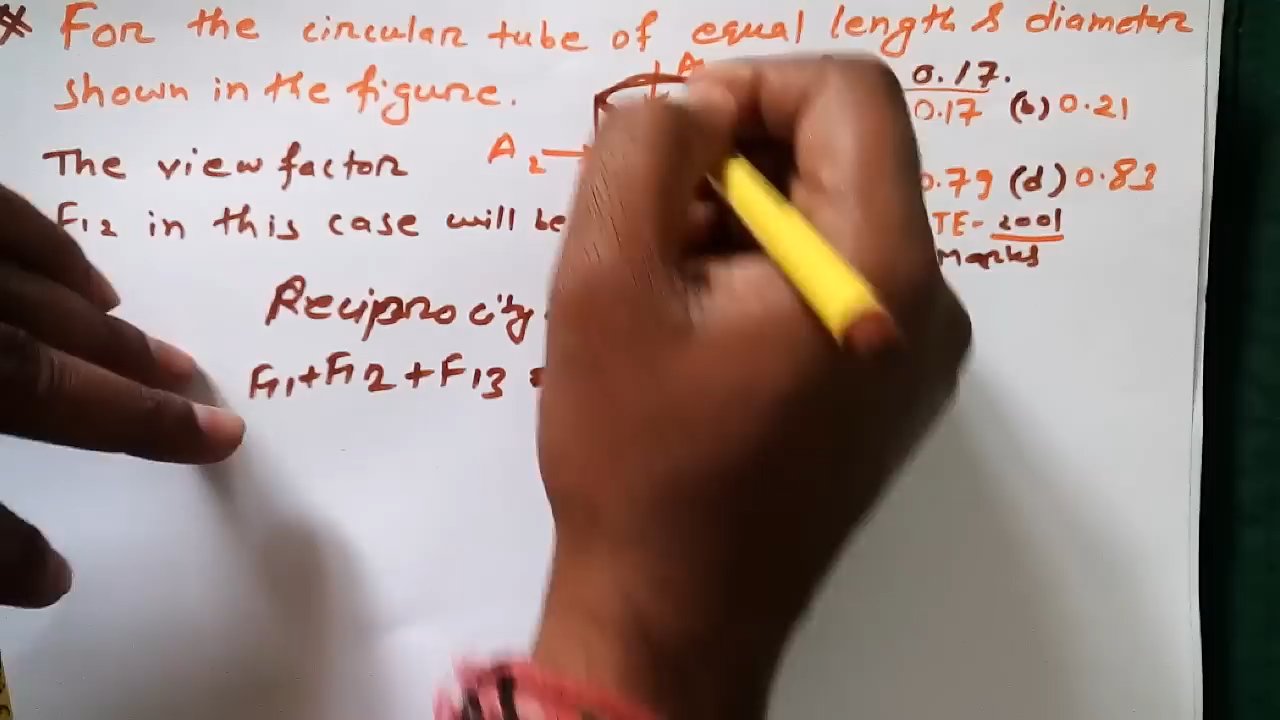 * For the circular tube of equal length & diameter
shown in the figure.
0.17.
0.17 (b) 0.21
The view factor
A2
0.79 (d) 0.83
F12 in this case will be
TE-2001
Marks
Reciprocity
F11+F12+F13